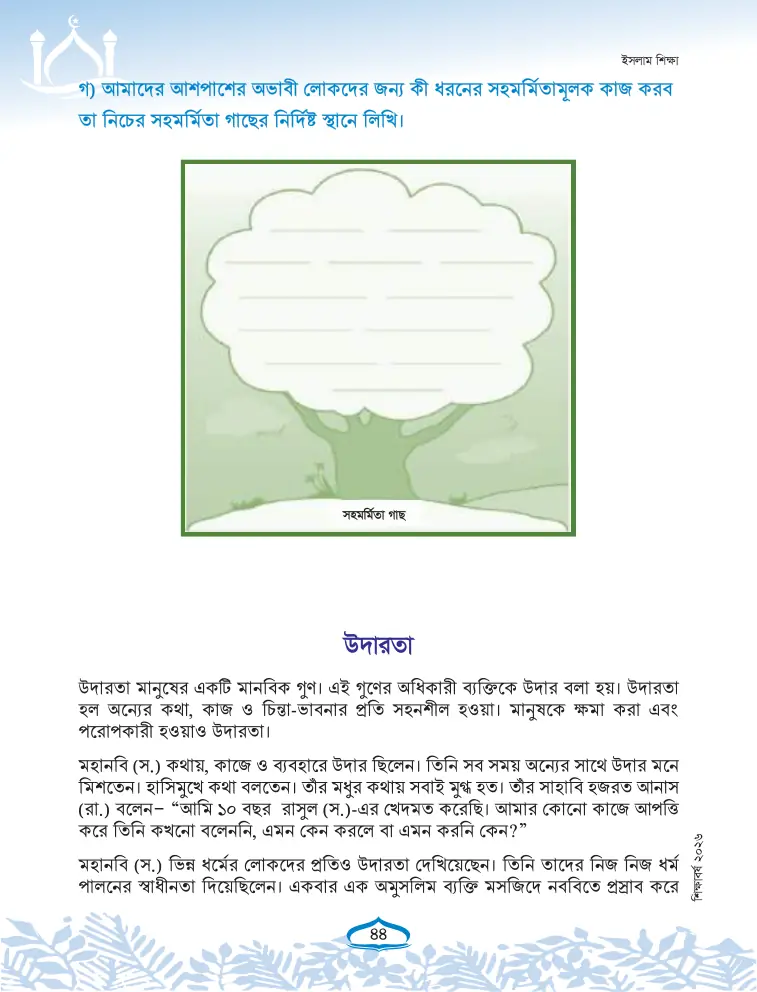 ইসলাম শিক্ষা
গ) আমাদের আশপাশের অভাবী লোকদের জন্য কী ধরনের সহমর্মিতামূলক কাজ করব
তা নিচের সহমর্মিতা গাছের নির্দিষ্ট স্থানে লিখি।
সহমর্মিতা গাছ
উদারতা
উদারতা মানুষের একটি মানবিক গুণ। এই গুণের অধিকারী ব্যক্তিকে উদার বলা হয়। উদারতা
হল অন্যের কথা, কাজ ও চিন্তা-ভাবনার প্রতি সহনশীল হওয়া। মানুষকে ক্ষমা করা এবং
পরোপকারী হওয়াও উদারতা।
মহানবি (স.) কথায়, কাজে ও ব্যবহারে উদার ছিলেন। তিনি সব সময় অন্যের সাথে উদার মনে
মিশতেন। হাসিমুখে কথা বলতেন। তাঁর মধুর কথায় সবাই মুগ্ধ হত। তাঁর সাহাবি হজরত আনাস
(রা.) বলেন– “আমি ১০ বছর রাসুল (স.)-এর খেদমত করেছি। আমার কোনো কাজে আপত্তি
করে তিনি কখনো বলেননি, এমন কেন করলে বা এমন করনি কেন?”
মহানবি (স.) ভিন্ন ধর্মের লোকদের প্রতিও উদারতা দেখিয়েছেন। তিনি তাদের নিজ নিজ ধর্ম
পালনের স্বাধীনতা দিয়েছিলেন। একবার এক অমুসলিম ব্যক্তি মসজিদে নববিতে প্রস্রাব করে
শিক্ষাবর্ষ ২০২৬
৪৪